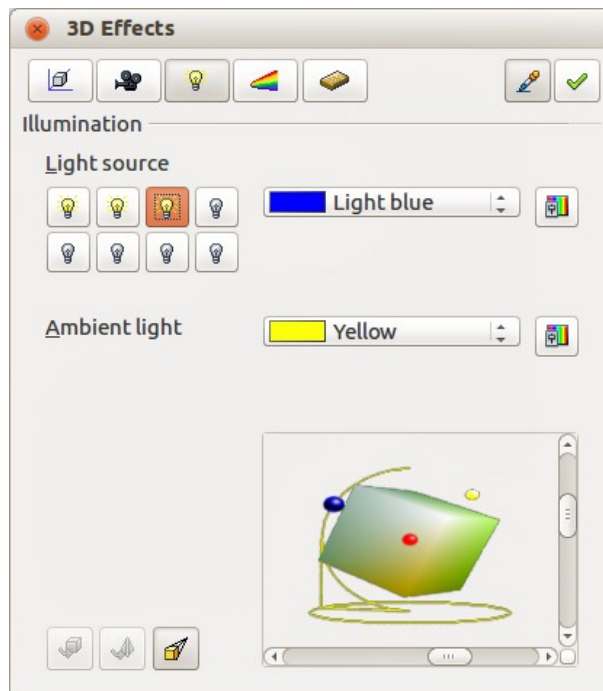 3D Effects
Illumination
Light source
Light blue
Ambient light
Yellow